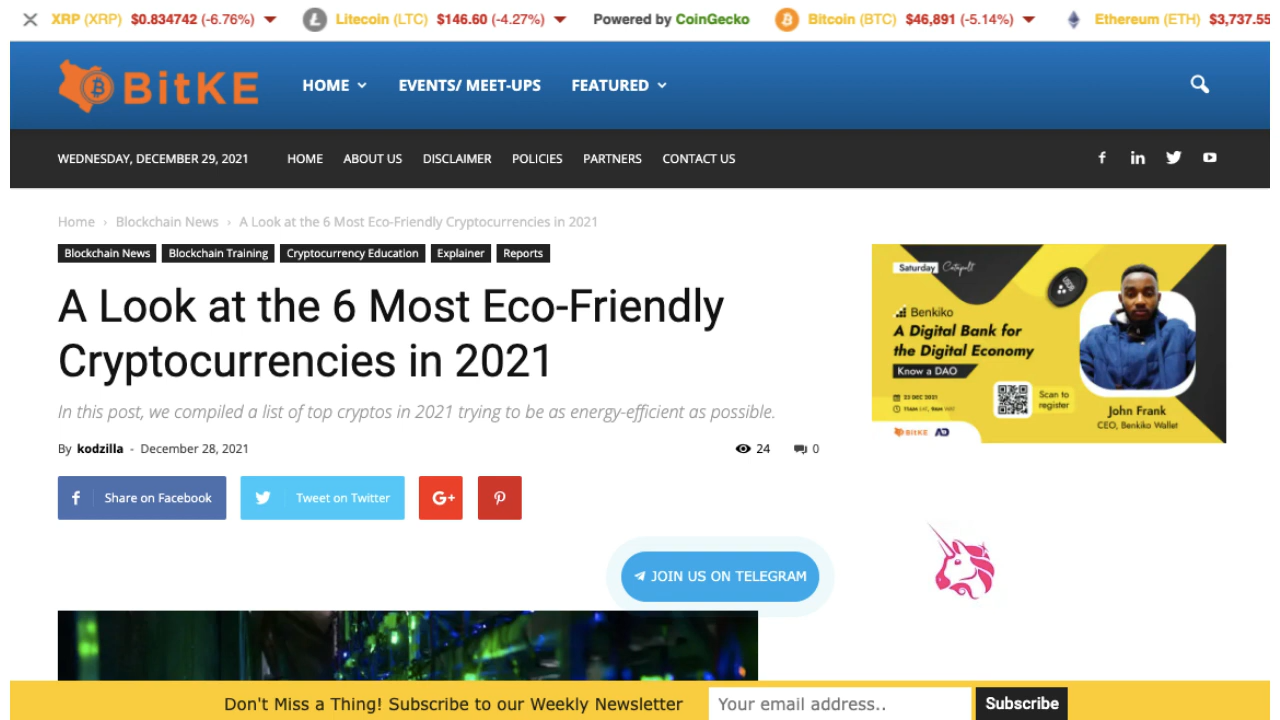 XRP (XRP) $0.834742 (-6.76%) Litecoin (LTC) $146.60 (-4.27%) Powered by CoinGecko Bitcoin (BTC) $46,891 (-5.14%) Ethereum (ETH) $3,737.55
BitKE HOME EVENTS/ MEET-UPS FEATURED
WEDNESDAY, DECEMBER 29, 2021 HOME ABOUT US DISCLAIMER POLICIES PARTNERS CONTACT US
Home › Blockchain News › A Look at the 6 Most Eco-Friendly Cryptocurrencies in 2021
Blockchain News Blockchain Training Cryptocurrency Education Explainer Reports
A Look at the 6 Most Eco-Friendly
Cryptocurrencies in 2021
In this post, we compiled a list of top cryptos in 2021 trying to be as energy-efficient as possible.
By kodzilla - December 28, 2021 24 0
Share on Facebook Tweet on Twitter G+
JOIN US ON TELEGRAM
Saturday Catapult
Benkiko
A Digital Bank for
the Digital Economy
Know a DAO
23 DEC 2021
Scan to
register
John Frank
CEO, Benkiko Wallet
BitKE
Don't Miss a Thing! Subscribe to our Weekly Newsletter Your email address.. Subscribe